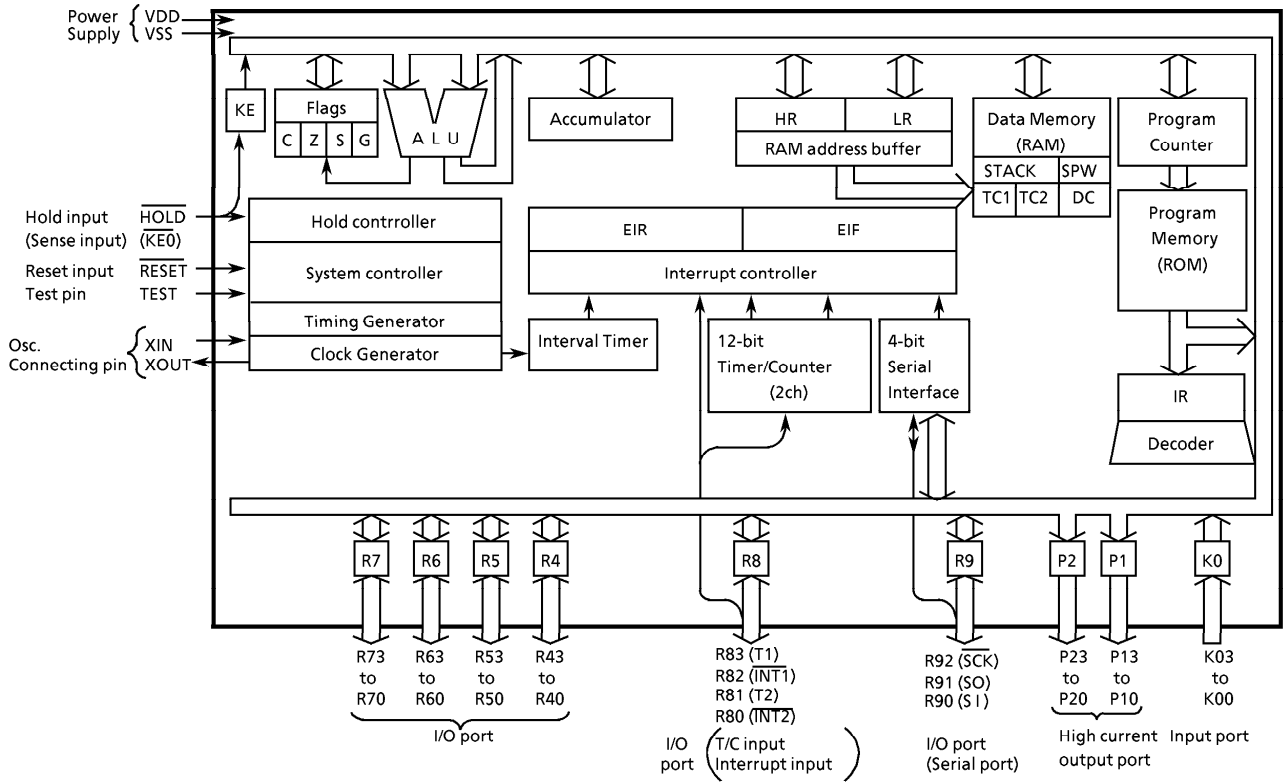 Power
Supply
VDD
VSS
KE
Flags
C Z S G
A L U
Accumulator
HR LR
RAM address buffer
Data Memory
(RAM)
STACK SPW
TC1 TC2 DC
Program
Counter
Hold input
(Sense input)
HOLD
(KE0)
Reset input
RESET
Test pin
TEST
Osc.
Connecting pin
XIN
XOUT
Hold contrroller
System controller
Timing Generator
Clock Generator
EIR EIF
Interrupt controller
Interval Timer
12-bit
Timer/Counter
(2ch)
4-bit
Serial
Interface
Program
Memory
(ROM)
IR
Decoder
R7 R6 R5 R4 R8 R9 P2 P1 K0
R73
to
R70
R63
to
R60
R53
to
R50
R43
to
R40
I/O port
R83 (T1)
R82 (INT1)
R81 (T2)
R80 (INT2)
I/O
port
T/C input
Interrupt input
R92 (SCK)
R91 (SO)
R90 (S I)
I/O port
(Serial port)
P23
to
P20
P13
to
P10
High current
output port
K03
to
K00
Input port